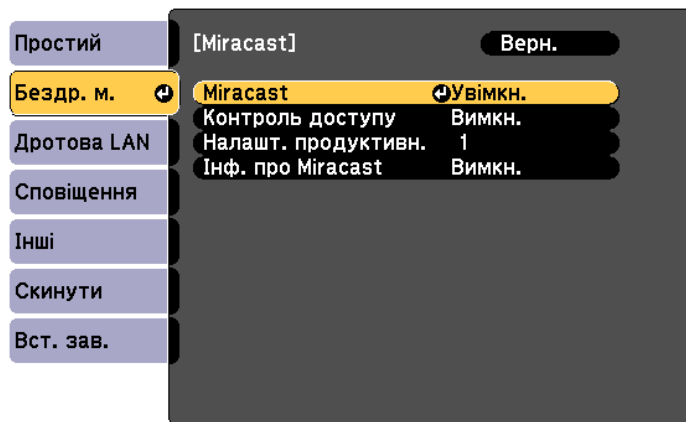 Простий
Бездр. м.
Дротова LAN
Сповіщення
Інші
Скинути
Вст. зав.
[Miracast] Верн.
Miracast Увімкн.
Контроль доступу Вимкн.
Налашт. продуктивн. 1
Інф. про Miracast Вимкн.